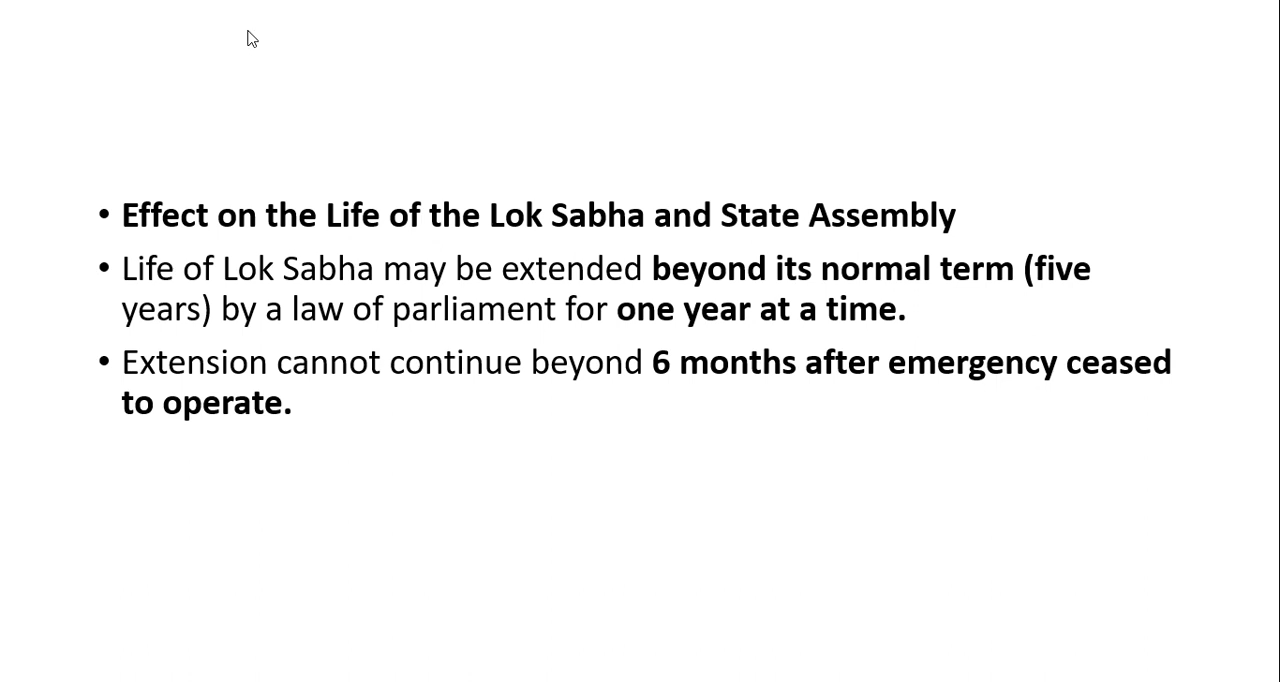 • Effect on the Life of the Lok Sabha and State Assembly
• Life of Lok Sabha may be extended beyond its normal term (five
years) by a law of parliament for one year at a time.
• Extension cannot continue beyond 6 months after emergency ceased
to operate.